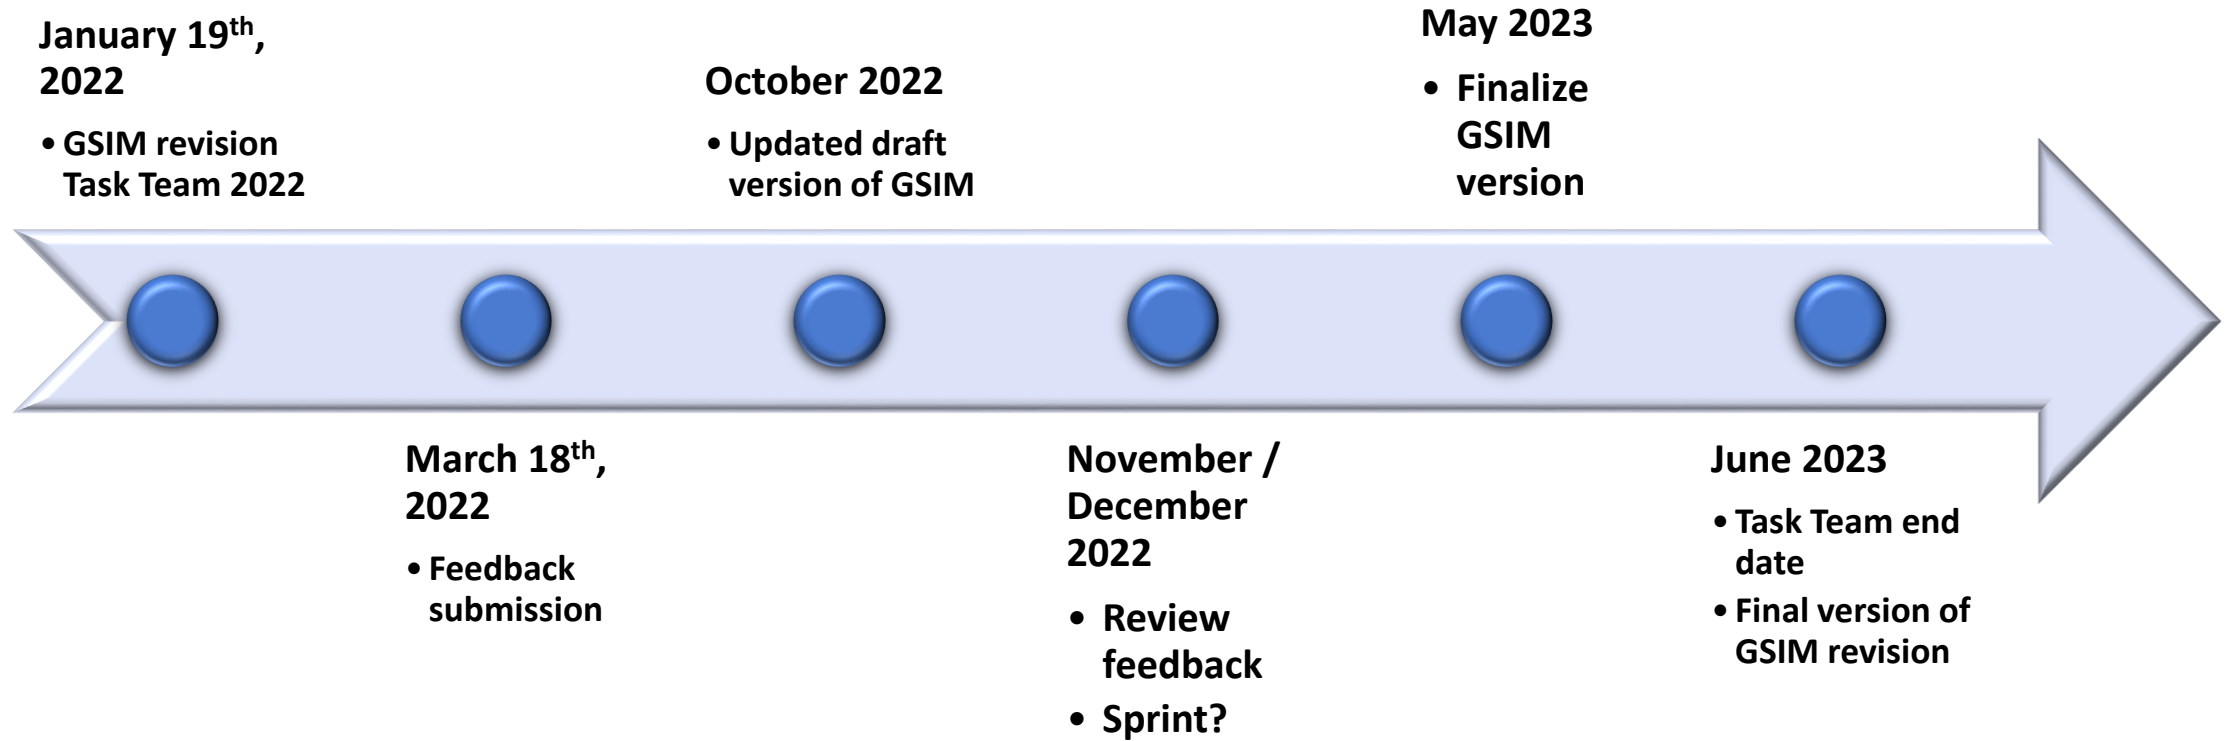 January 19th,
2022
• GSIM revision
Task Team 2022
March 18th,
2022
• Feedback
submission
October 2022
• Updated draft
version of GSIM
November /
December
2022
• Review
feedback
• Sprint?
May 2023
• Finalize
GSIM
version
June 2023
• Task Team end
date
• Final version of
GSIM revision